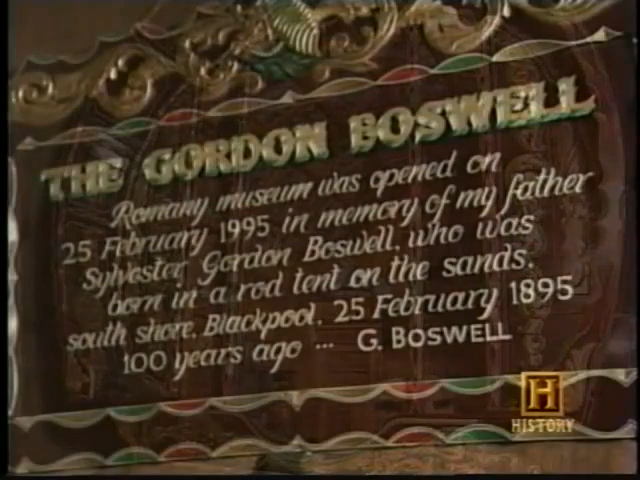 THE GORDON BOSWELL
Romany museum was opened on
25 February 1995 in memory of my father
Sylvester Gordon Boswell, who was
born in a rod tent on the sands.
south shore. Blackpool. 25 February 1895
100 years ago ... G. BOSWELL
H
HISTORY